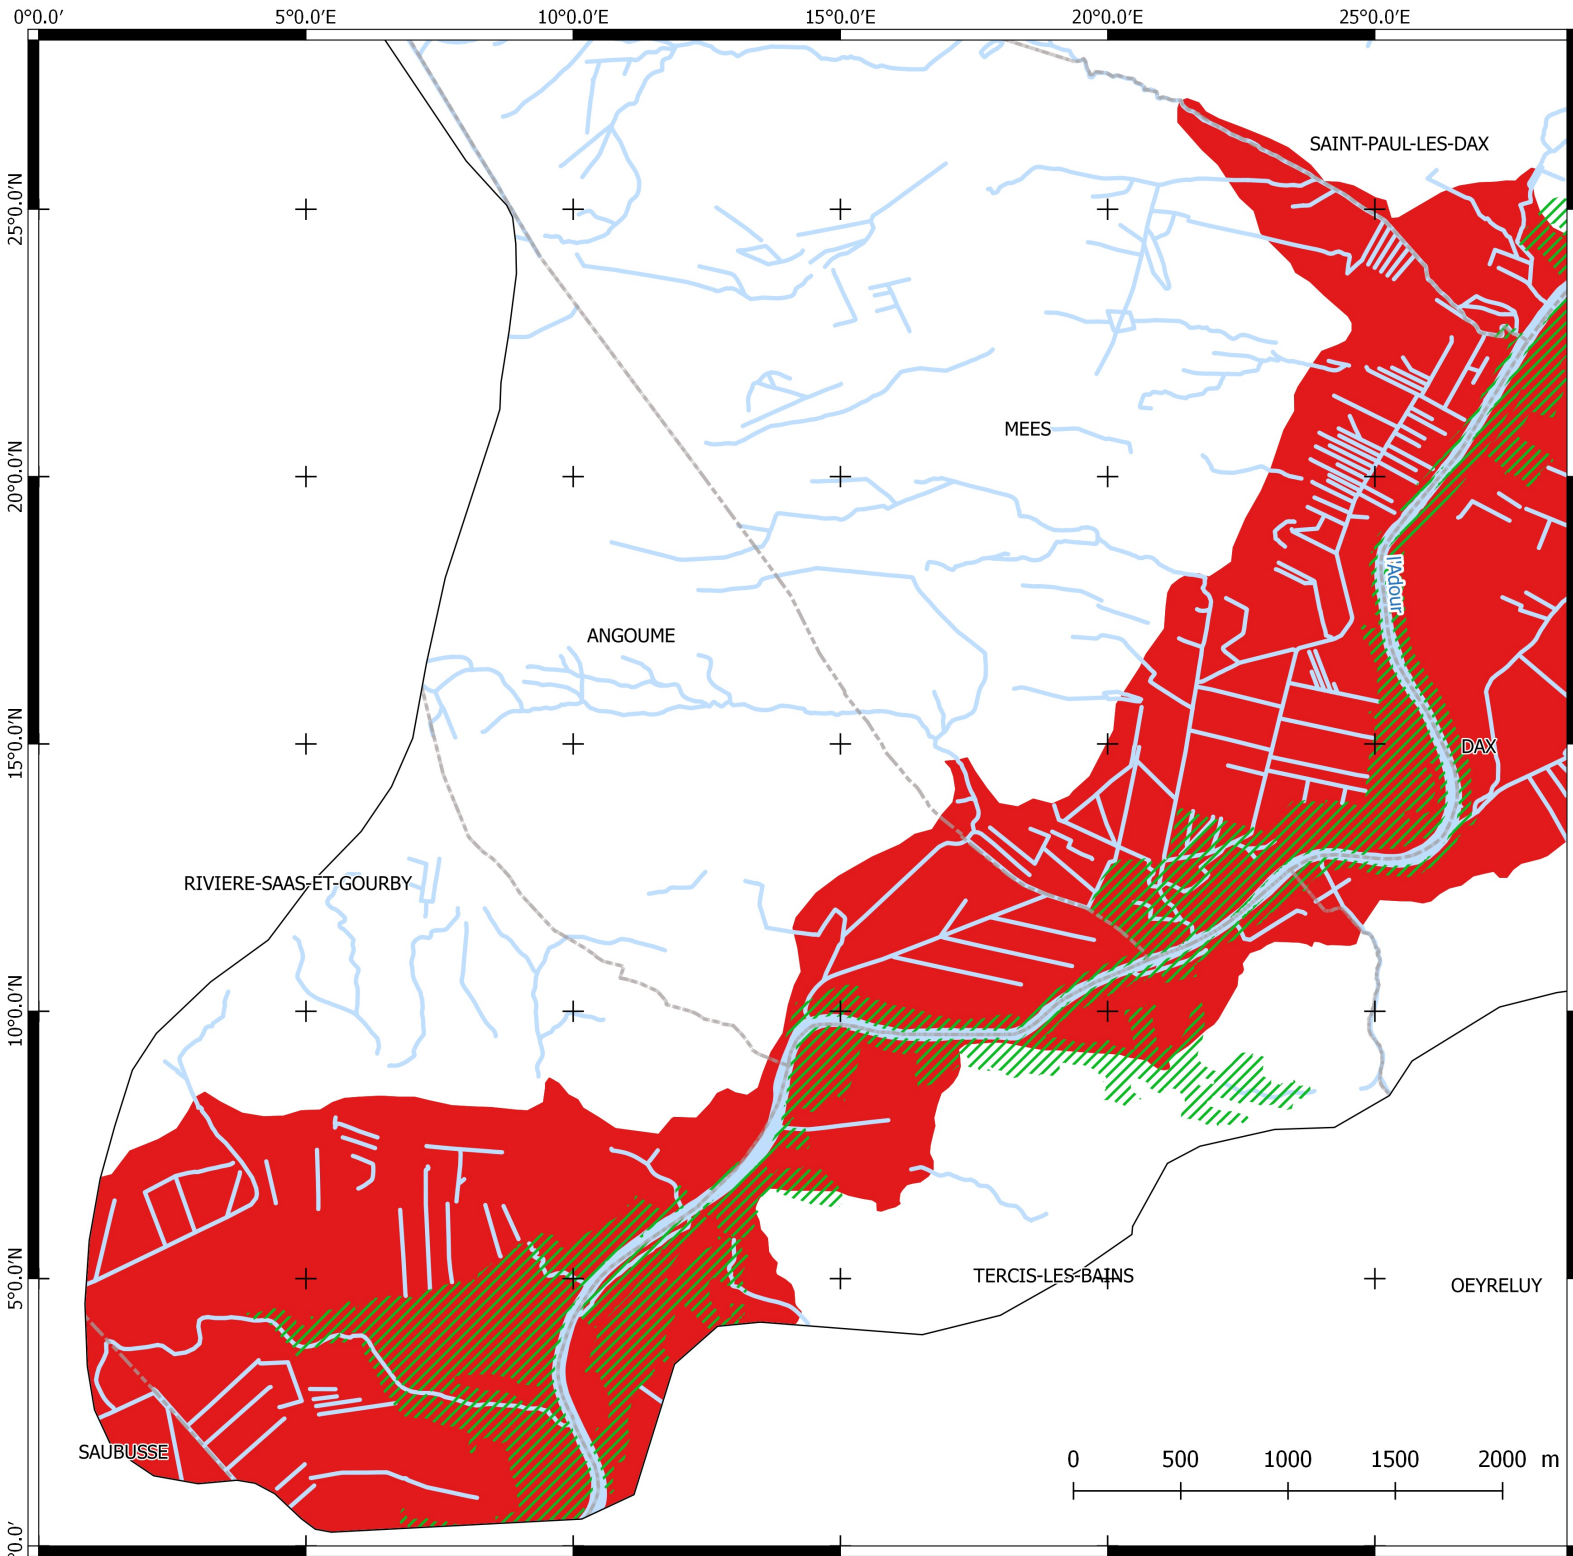 0°0.0′ 5°0.0′E 10°0.0′E 15°0.0′E 20°0.0′E 25°0.0′E
SAINT-PAUL-LES-DAX
25°0.0′N
MEES
20°0.0′N
l'Adour
ANGOUME
15°0.0′N
DAX
RIVIERE-SAAS-ET-GOURBY
10°0.0′N
5°0.0′N
TERCIS-LES-BAINS
OEYRELUY
SAUBUSSE
0 500 1000 1500 2000 m
0°0.0′